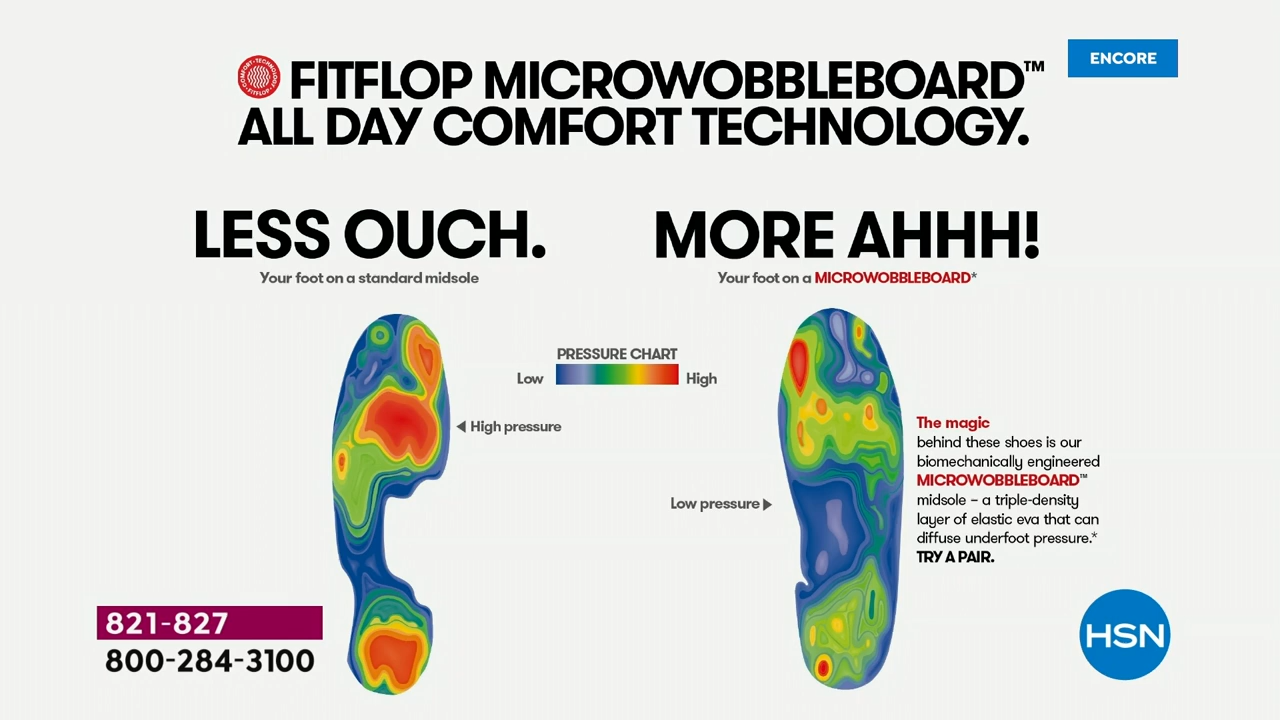 ENCORE
FITFLOP MICROWOBBLEBOARD™
ALL DAY COMFORT TECHNOLOGY.
LESS OUCH.
Your foot on a standard midsole
MORE AHHH!
Your foot on a MICROWOBBLEBOARD*
PRESSURE CHART
Low
High
High pressure
Low pressure
The magic
behind these shoes is our
biomechanically engineered
MICROWOBBLEBOARD™
midsole – a triple-density
layer of elastic eva that can
diffuse underfoot pressure.*
TRY A PAIR.
821-827
800-284-3100
HSN